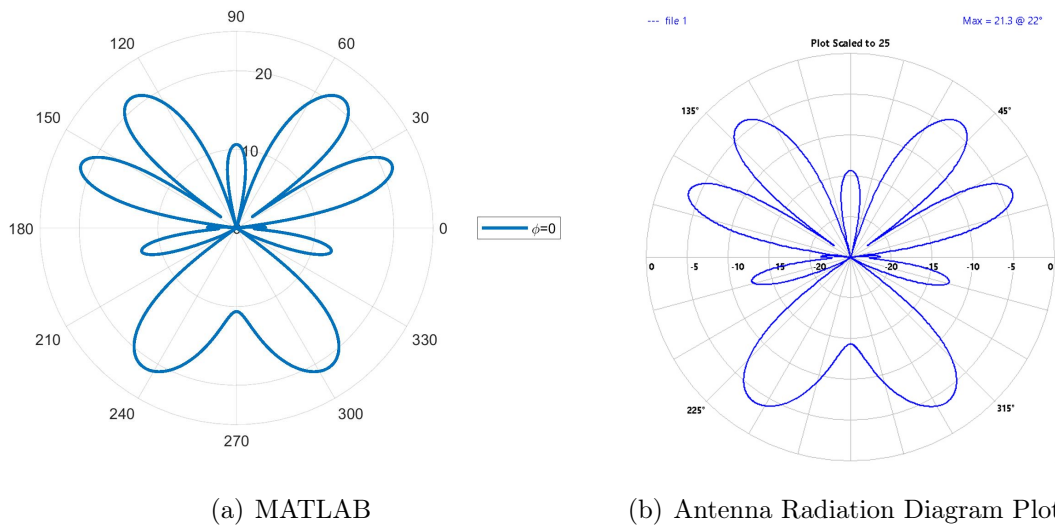 90
120
60
20
150
30
10
180
0
0
ϕ=0
210
330
240
300
270
(a) MATLAB
--- file 1
Max = 21.3 @ 22°
Plot Scaled to 25
135°
45°
0 -5 -10 -15 -20 -20 -15 -10 -5 0
225°
315°
(b) Antenna Radiation Diagram Plot